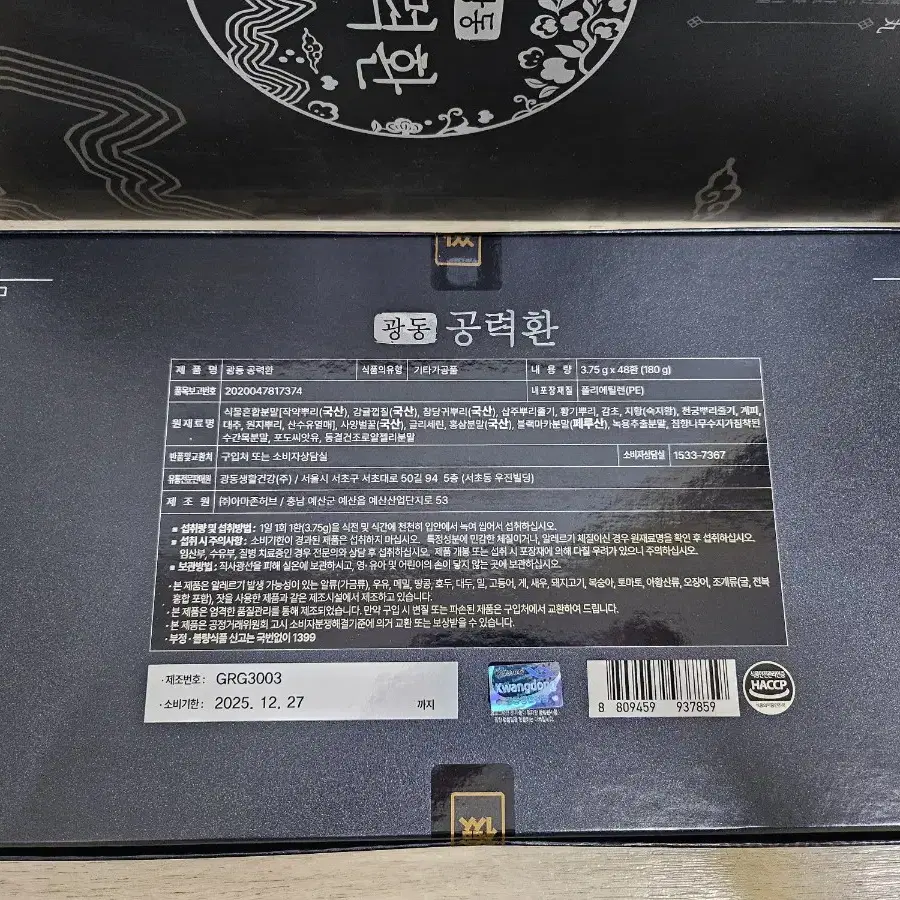 력환
광동 공력환
제 품 명 광동 공력환 식품의유형 기타가공품 내 용 량 3.75 g x 48환 (180 g)
품목보고번호 2020047817374 내포장재질 폴리에틸렌(PE)
원재료명 식물혼합분말[작약뿌리(국산), 감귤껍질(국산), 참당귀뿌리(국산), 삽주뿌리줄기, 황기뿌리, 감초, 지황(숙지황), 천궁뿌리줄기, 계피,
대추, 원지뿌리, 산수유열매], 사양벌꿀(국산), 글리세린, 홍삼분말(국산), 블랙마카분말(페루산), 녹용추출분말, 침향나무수지가침착된
수간목분말, 포도씨앗유, 동결건조로얄젤리분말
반품및교환처 구입처 또는 소비자상담실 소비자상담실 1533-7367
유통전문판매원 광동생활건강(주) / 서울시 서초구 서초대로 50길 94 5층 (서초동 우진빌딩)
제 조 원 (주)아마존허브 / 충남 예산군 예산읍 예산산업단지로 53
▪ 섭취량 및 섭취방법 : 1일 1회 1환(3.75g)을 식전 및 식간에 천천히 입안에서 녹여 씹어서 섭취하십시오.
▪ 섭취 시 주의사항 : 소비기한이 경과된 제품은 섭취하지 마십시오. 특정성분에 민감한 체질이거나, 알레르기 체질이신 경우 원재료명을 확인 후 섭취하십시오.
임산부, 수유부, 질병 치료중인 경우 전문의와 상담 후 섭취하십시오. 제품 개봉 또는 섭취 시 포장재에 의해 다칠 우려가 있으니 주의하십시오.
▪ 보관방법 : 직사광선을 피해 실온에 보관하시고, 영·유아 및 어린이의 손이 닿지 않는 곳에 보관하십시오.
· 본 제품은 알레르기 발생 가능성이 있는 알류(가금류), 우유, 메밀, 땅콩, 호두, 대두, 밀, 고등어, 게, 새우, 돼지고기, 복숭아, 토마토, 아황산류, 오징어, 조개류(굴, 전복
홍합 포함), 잣을 사용한 제품과 같은 제조시설에서 제조하고 있습니다.
· 본 제품은 엄격한 품질관리를 통해 제조되었습니다. 만약 구입 시 변질 또는 파손된 제품은 구입처에서 교환하여 드립니다.
· 본 제품은 공정거래위원회 고시 소비자분쟁해결기준에 의거 교환 또는 보상받을 수 있습니다.
· 부정·불량식품 신고는 국번없이 1399
· 제조번호 : GRG3003
· 소비기한 : 2025. 12. 27 까지
Kwangdong
8 809459 937859
HACCP